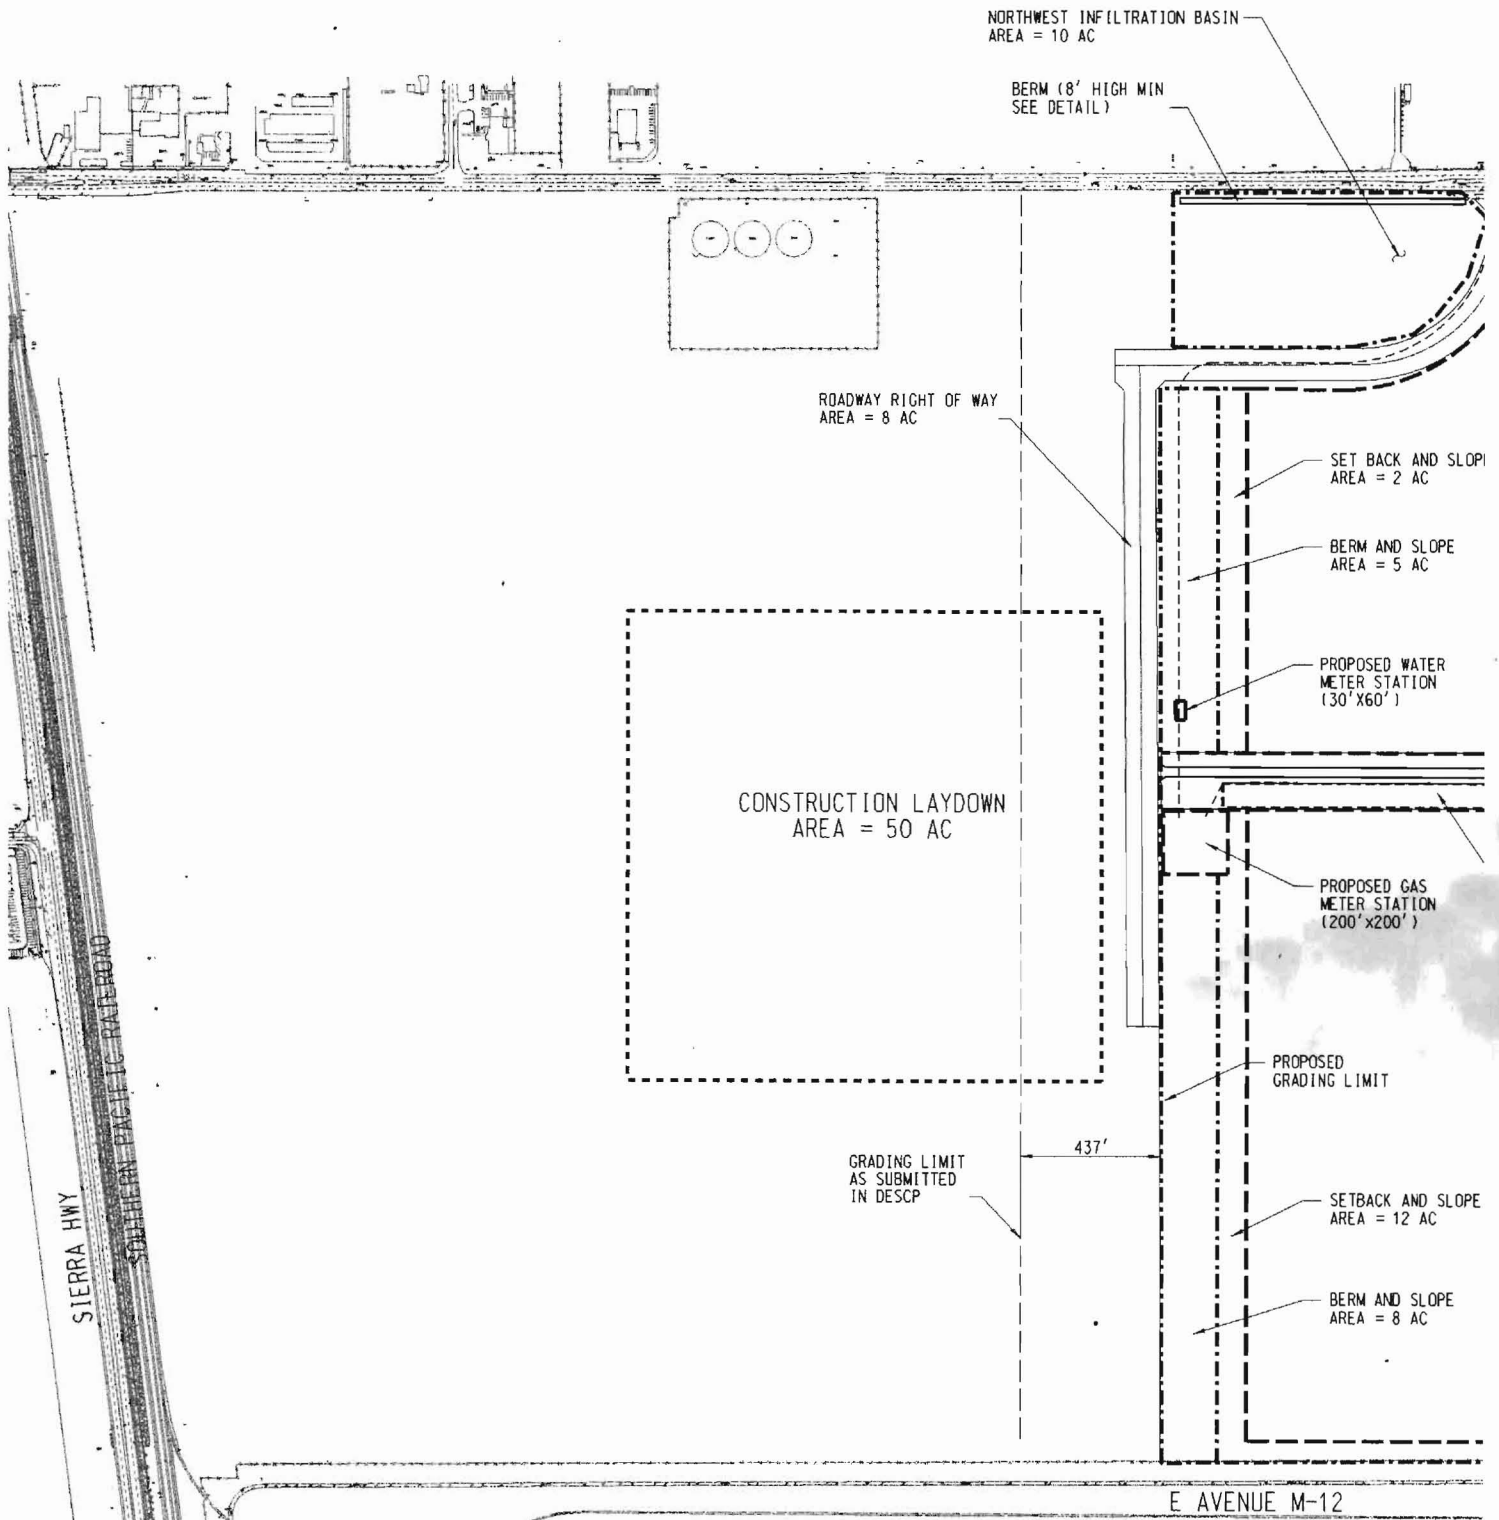 NORTHWEST INFILTRATION BASIN
AREA = 10 AC
BERM (8' HIGH MIN
SEE DETAIL)
ROADWAY RIGHT OF WAY
AREA = 8 AC
SET BACK AND SLOP
AREA = 2 AC
BERM AND SLOPE
AREA = 5 AC
PROPOSED WATER
METER STATION
(30'X60')
CONSTRUCTION LAYDOWN
AREA = 50 AC
PROPOSED GAS
METER STATION
(200'X200')
PROPOSED
GRADING LIMIT
437'
GRADING LIMIT
AS SUBMITTED
IN DESCP
SETBACK AND SLOPE
AREA = 12 AC
BERM AND SLOPE
AREA = 8 AC
SIERRA HWY
SOUTHERN PACIFIC RAILROAD
E AVENUE M-12